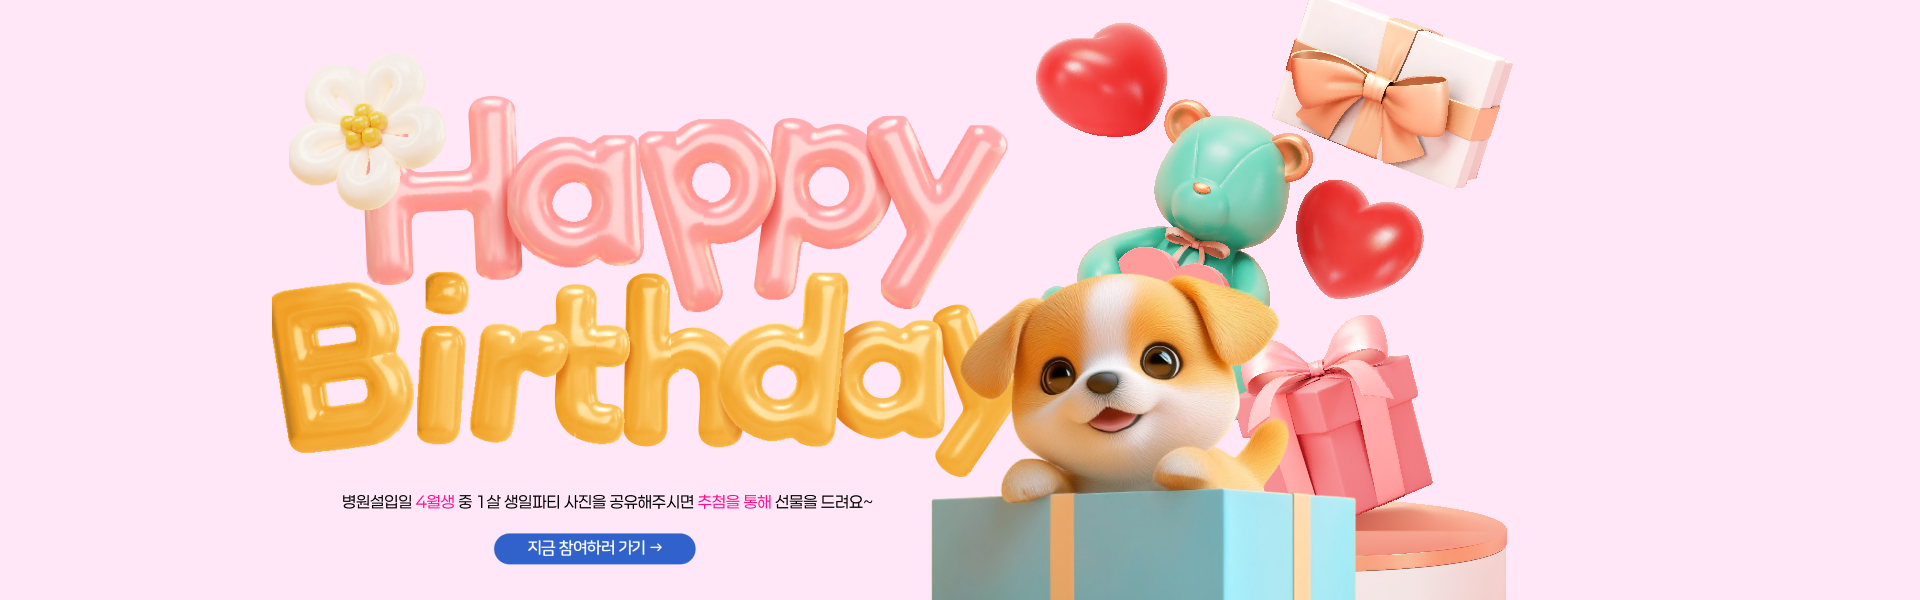 Happy
Birthday
병원설입일 4월생 중 1살 생일파티 사진을 공유해주시면 추첨을 통해 선물을 드려요~
지금 참여하러 가기 →